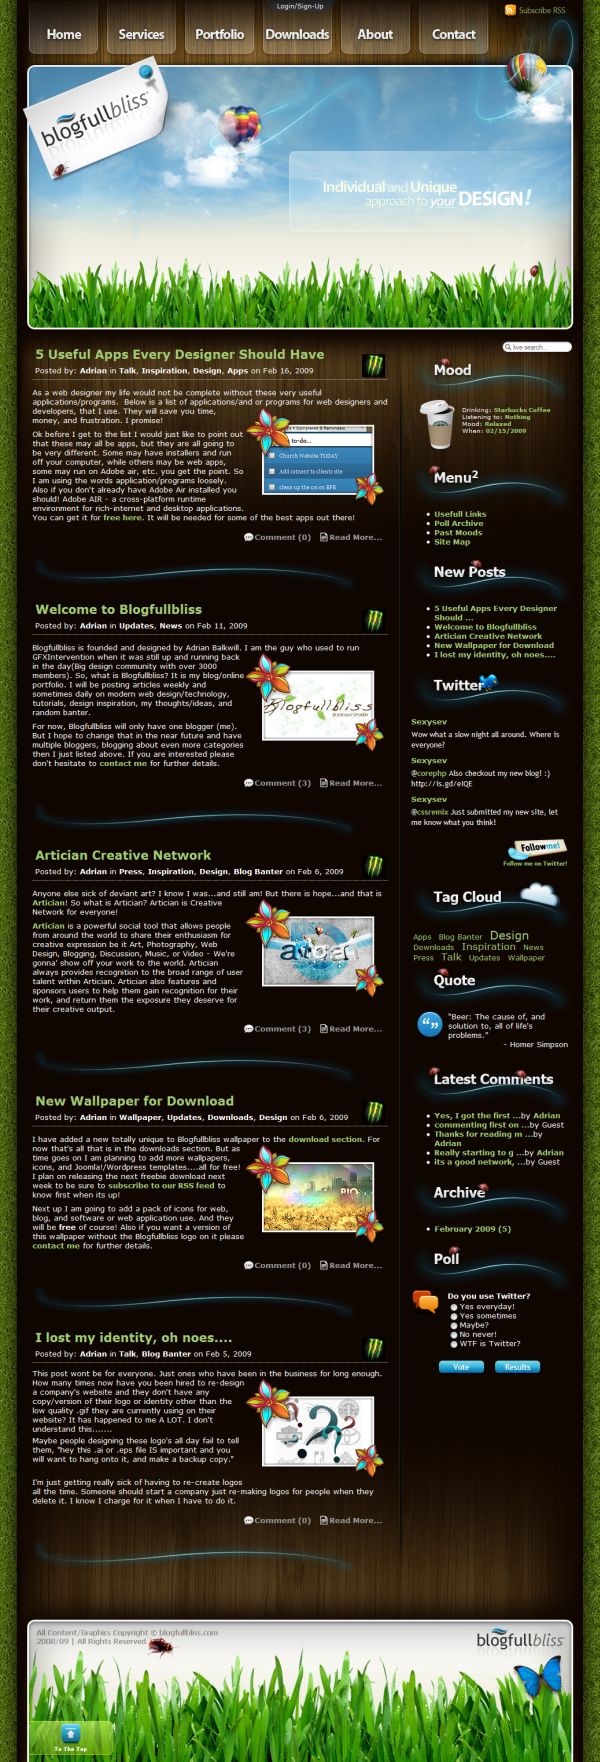 Login/Sign-Up
Subscribe RSS
Home Services Portfolio Downloads About Contact
blogfullbliss
Individual and Unique
approach to your DESIGN!
live search...
5 Useful Apps Every Designer Should Have
Posted by: Adrian in Talk, Inspiration, Design, Apps on Feb 16, 2009
As a web designer my life would not be complete without these very useful
applications/programs. Below is a list of applications/and or programs for web designers and
developers, that I use. They will save you time,
money, and frustration. I promise!
Ok before I get to the list I would just like to point out
that these may all be apps, but they are all going to
be very different. Some may have installers and run
off your computer, while others may be web apps,
some may run on Adobe air, etc. you get the point. So
I am using the words application/programs loosely.
Also if you don't already have Adobe Air installed you
should! Adobe AIR - a cross-platform runtime
environment for rich-internet and desktop applications.
You can get it for free here. It will be needed for some of the best apps out there!
to-do...
Church Website TODAY
Add coment to clients site
clean up the css on BFB
Comment (0) Read More...
Welcome to Blogfullbliss
Posted by: Adrian in Updates, News on Feb 11, 2009
Blogfullbliss is founded and designed by Adrian Balkwill. I am the guy who used to run
GFXIntervention when it was still up and running back
in the day(Big design community with over 3000
members). So, what is Blogfullbliss? It is my blog/online
portfolio. I will be posting articles weekly and
sometimes daily on modern web design/technology,
tutorials, design inspiration, my thoughts/ideas, and
random banter.
For now, Blogfullbliss will only have one blogger (me).
But I hope to change that in the near future and have
multiple bloggers, blogging about even more categories
then I just listed above. If you are interested please
don't hesitate to contact me for further details.
Blogfullbliss
BLISSFULLY SPOKEN
Comment (3) Read More...
Artician Creative Network
Posted by: Adrian in Press, Inspiration, Design, Blog Banter on Feb 6, 2009
Anyone else sick of deviant art? I know I was...and still am! But there is hope...and that is
Artician! So what is Artician? Artician is Creative
Network for everyone!
Artician is a powerful social tool that allows people
from around the world to share their enthusiasm for
creative expression be it Art, Photography, Web
Design, Blogging, Discussion, Music, or Video - We're
gonna' show off your work to the world. Artician
always provides recognition to the broad range of user
talent within Artician. Artician also features and
sponsors users to help them gain recognition for their
work, and return them the exposure they deserve for
their creative output.
Comment (3) Read More...
New Wallpaper for Download
Posted by: Adrian in Wallpaper, Updates, Downloads, Design on Feb 6, 2009
I have added a new totally unique to Blogfullbliss wallpaper to the download section. For
now that's all that is in the downloads section. But as
time goes on I am planning to add more wallpapers,
icons, and Joomla!/Wordpress templates....all for free!
I plan on releasing the next freebie download next
week to be sure to subscribe to our RSS feed to
know first when its up!
Next up I am going to add a pack of icons for web,
blog, and software or web application use. And they
will be free of course! Also if you want a version of
this wallpaper without the Blogfullbliss logo on it please
contact me for further details.
Comment (0) Read More...
I lost my identity, oh noes....
Posted by: Adrian in Talk, Blog Banter on Feb 5, 2009
This post wont be for everyone. Just ones who have been in the business for long enough.
How many times now have you been hired to re-design
a company's website and they don't have any
copy/version of their logo or identity other than the
low quality .gif they are currently using on their
website? It has happened to me A LOT. I don't
understand this.......
Maybe people designing these logo's all day fail to tell
them, "hey this .ai or .eps file IS important and you
will want to hang onto it, and make a backup copy."
I'm just getting really sick of having to re-create logos
all the time. Someone should start a company just re-making logos for people when they
delete it. I know I charge for it when I have to do it.
Comment (0) Read More...
Mood
Drinking: Starbucks Coffee
Listening to: Nothing
Mood: Relaxed
When: 02/15/2009
Menu2
Usefull Links
Poll Archive
Past Moods
Site Map
New Posts
5 Useful Apps Every Designer
Should ...
Welcome to Blogfullbliss
Artician Creative Network
New Wallpaper for Download
I lost my identity, oh noes....
Twitter
Sexysev
Wow what a slow night all around. Where is
everyone?
Sexysev
@corephp Also checkout my new blog! :)
http://is.gd/eIQE
Sexysev
@cssremix Just submitted my new site, let
me know what you think!
Followme!
Follow me on Twitter!
Tag Cloud
Apps Blog Banter Design
Downloads Inspiration News
Press Talk Updates Wallpaper
Quote
"Beer: The cause of, and
solution to, all of life's
problems."
- Homer Simpson
Latest Comments
Yes, I got the first ...by Adrian
commenting first on ...by Guest
Thanks for reading m ...by
Adrian
Really starting to g ...by Adrian
its a good network, ...by Guest
Archive
February 2009 (5)
Poll
Do you use Twitter?
Yes everyday!
Yes sometimes
Maybe?
No never!
WTF is Twitter?
Vote Results
All Content/Graphics Copyright © blogfullbliss.com
2008/09 | All Rights Reserved
blogfullbliss
To The Top